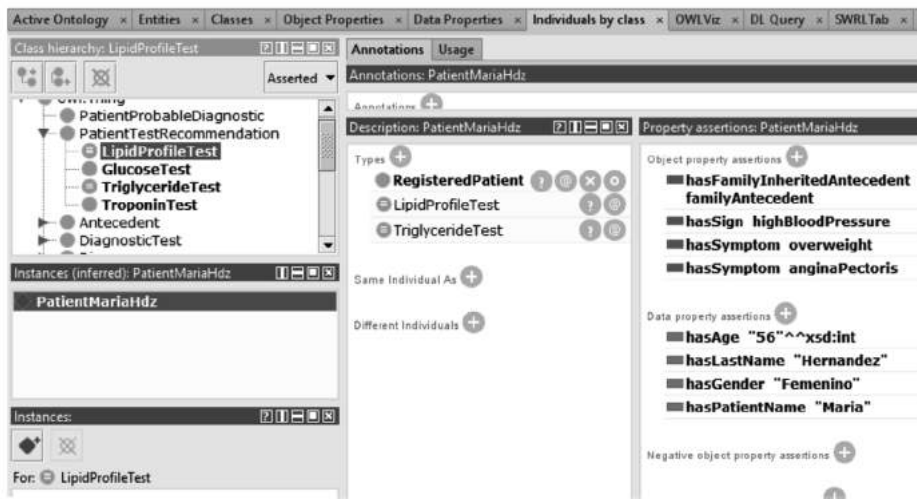 Active Ontology × Entities × Classes × Object Properties × Data Properties × Individuals by class × OWLViz × DL Query × SWRLTab ×
Class hierarchy: LipidProfileTest
Asserted
owl:Thing
PatientProbableDiagnostic
PatientTestRecommendation
LipidProfileTest
GlucoseTest
TriglycerideTest
TroponinTest
Antecedent
DiagnosticTest
Instances (inferred): PatientMariaHdz
PatientMariaHdz
Instances:
For: LipidProfileTest
Annotations Usage
Annotations: PatientMariaHdz
Annotations
Description: PatientMariaHdz
Types
RegisteredPatient
LipidProfileTest
TriglycerideTest
Same Individual As
Different Individuals
Property assertions: PatientMariaHdz
Object property assertions
hasFamilyInheritedAntecedent
familyAntecedent
hasSign highBloodPressure
hasSymptom overweight
hasSymptom anginaPectoris
Data property assertions
hasAge "56"^^xsd:int
hasLastName "Hernandez"
hasGender "Femenino"
hasPatientName "Maria"
Negative object property assertions